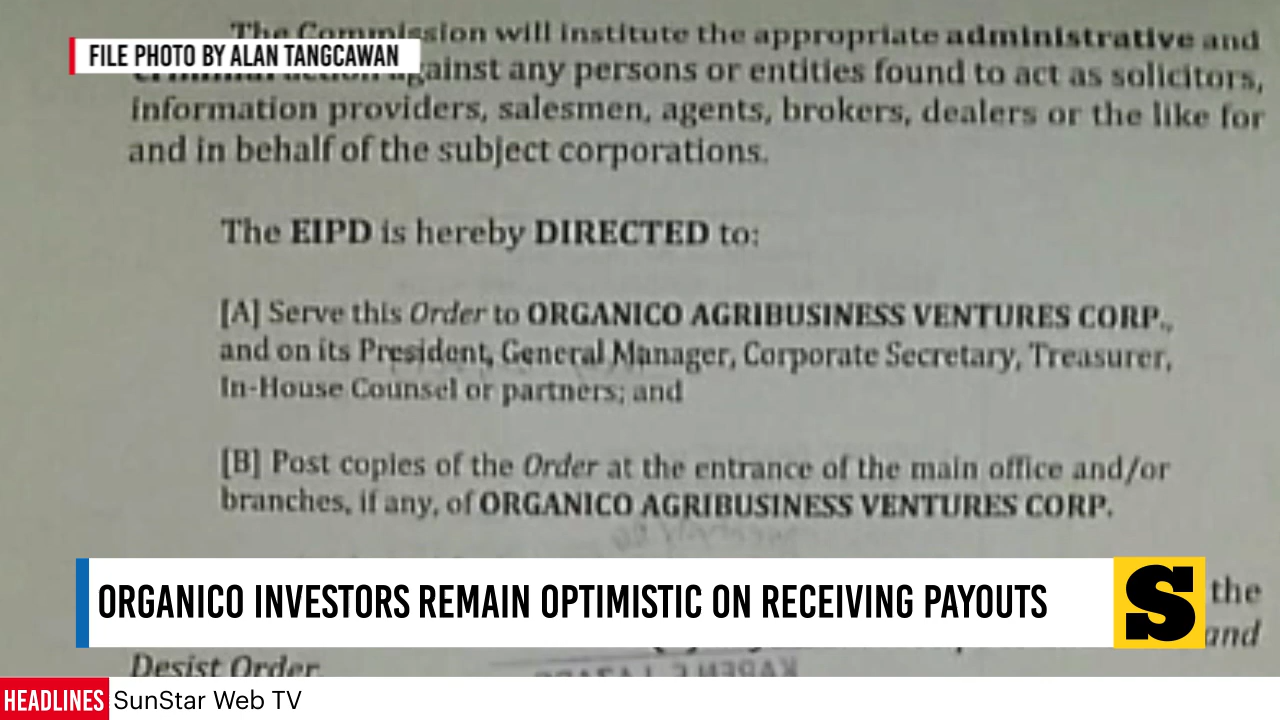 The Commission will institute the appropriate administrative and
FILE PHOTO BY ALAN TANGCAWAN
against any persons or entities found to act as solicitors,
information providers, salesmen, agents, brokers, dealers or the like for
and in behalf of the subject corporations.
The EIPD is hereby DIRECTED to:
[A] Serve this Order to ORGANICO AGRIBUSINESS VENTURES CORP.,
and on its President, General Manager, Corporate Secretary, Treasurer,
In-House Counsel or partners; and
[B] Post copies of the Order at the entrance of the main office and/or
branches, if any, of ORGANICO AGRIBUSINESS VENTURES CORP.
the
ORGANICO INVESTORS REMAIN OPTIMISTIC ON RECEIVING PAYOUTS
S
and
Desist Order
HEADLINES SunStar Web TV